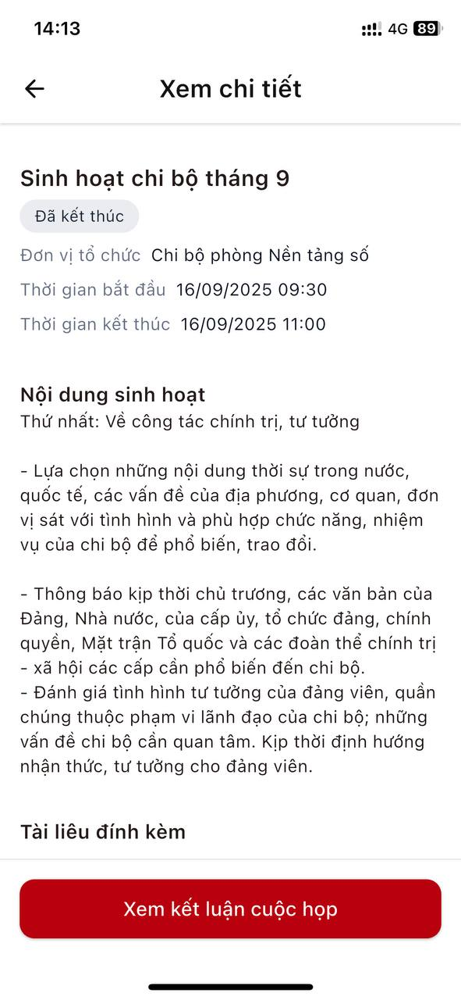 14:13
4G 89
Xem chi tiết
Sinh hoạt chi bộ tháng 9
Đã kết thúc
Đơn vị tổ chức Chi bộ phòng Nền tảng số
Thời gian bắt đầu 16/09/2025 09:30
Thời gian kết thúc 16/09/2025 11:00
Nội dung sinh hoạt
Thứ nhất: Về công tác chính trị, tư tưởng
- Lựa chọn những nội dung thời sự trong nước,
quốc tế, các vấn đề của địa phương, cơ quan, đơn
vị sát với tình hình và phù hợp chức năng, nhiệm
vụ của chi bộ để phổ biến, trao đổi.
- Thông báo kịp thời chủ trương, các văn bản của
Đảng, Nhà nước, của cấp ủy, tổ chức đảng, chính
quyền, Mặt trận Tổ quốc và các đoàn thể chính trị
- xã hội các cấp cần phổ biến đến chi bộ.
- Đánh giá tình hình tư tưởng của đảng viên, quần
chúng thuộc phạm vi lãnh đạo của chi bộ; những
vấn đề chi bộ cần quan tâm. Kịp thời định hướng
nhận thức, tư tưởng cho đảng viên.
Tài liêu đính kèm
Xem kết luận cuộc họp